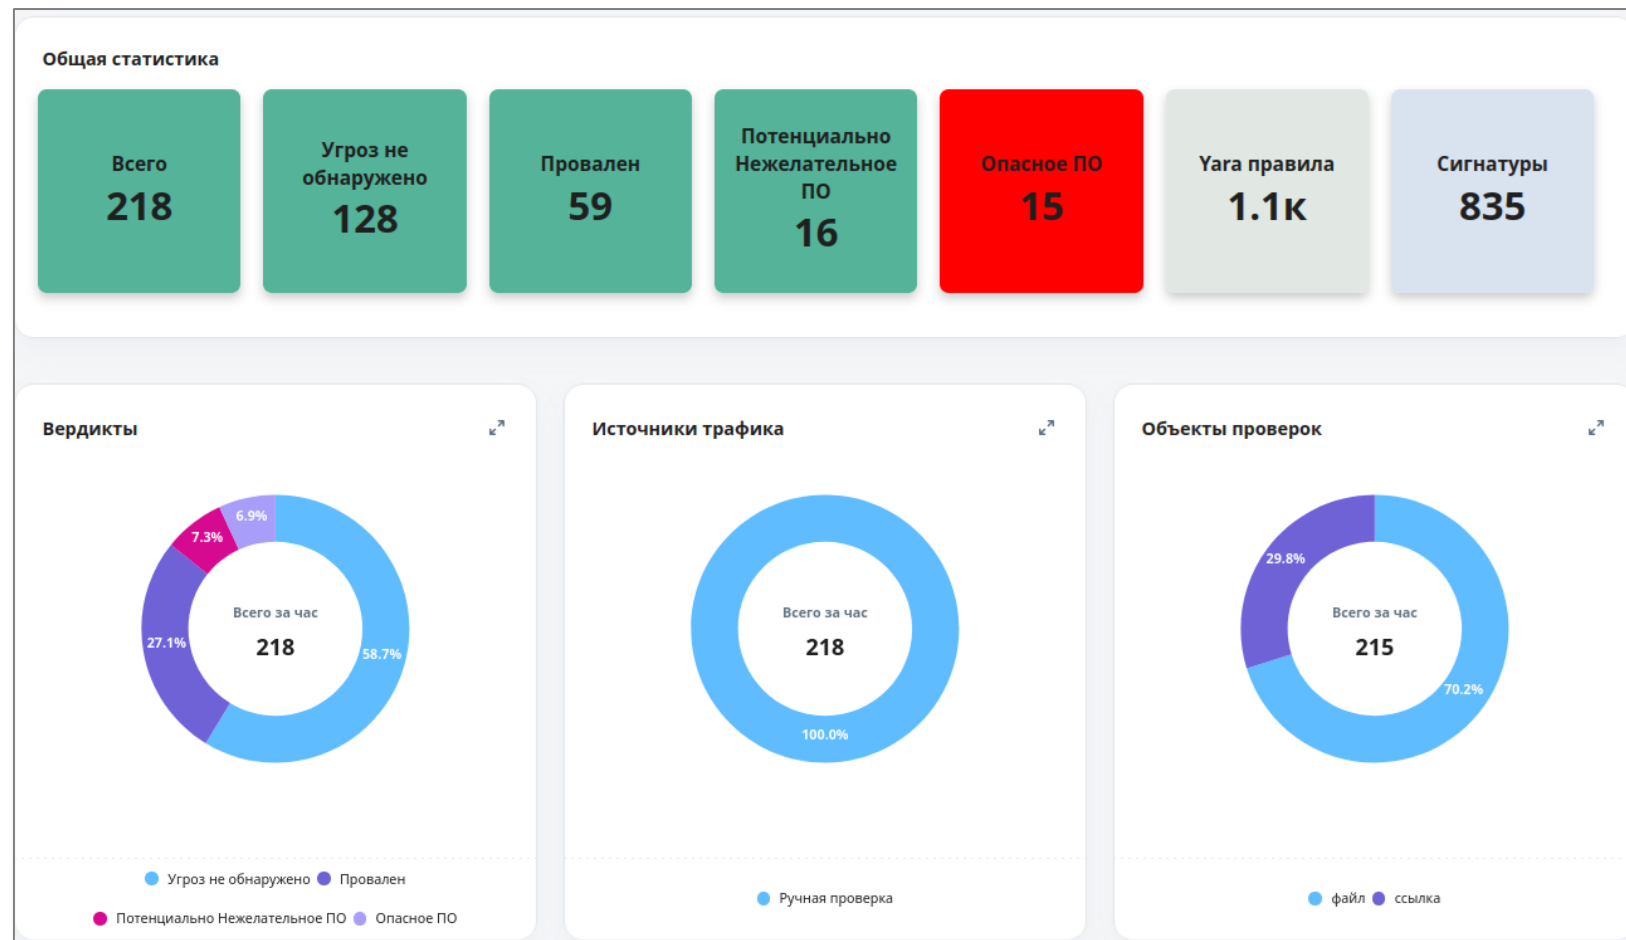 Общая статистика
Всего
218
Угроз не
обнаружено
128
Провален
59
Потенциально
Нежелательное
ПО
16
Опасное ПО
15
Yara правила
1.1к
Сигнатуры
835
Вердикты
6.9%
7.3%
27.1%
58.7%
Всего за час
218
Угроз не обнаружено
Провален
Потенциально Нежелательное ПО
Опасное ПО
Источники трафика
Всего за час
218
100.0%
Ручная проверка
Объекты проверок
29.8%
Всего за час
215
70.2%
файл
ссылка